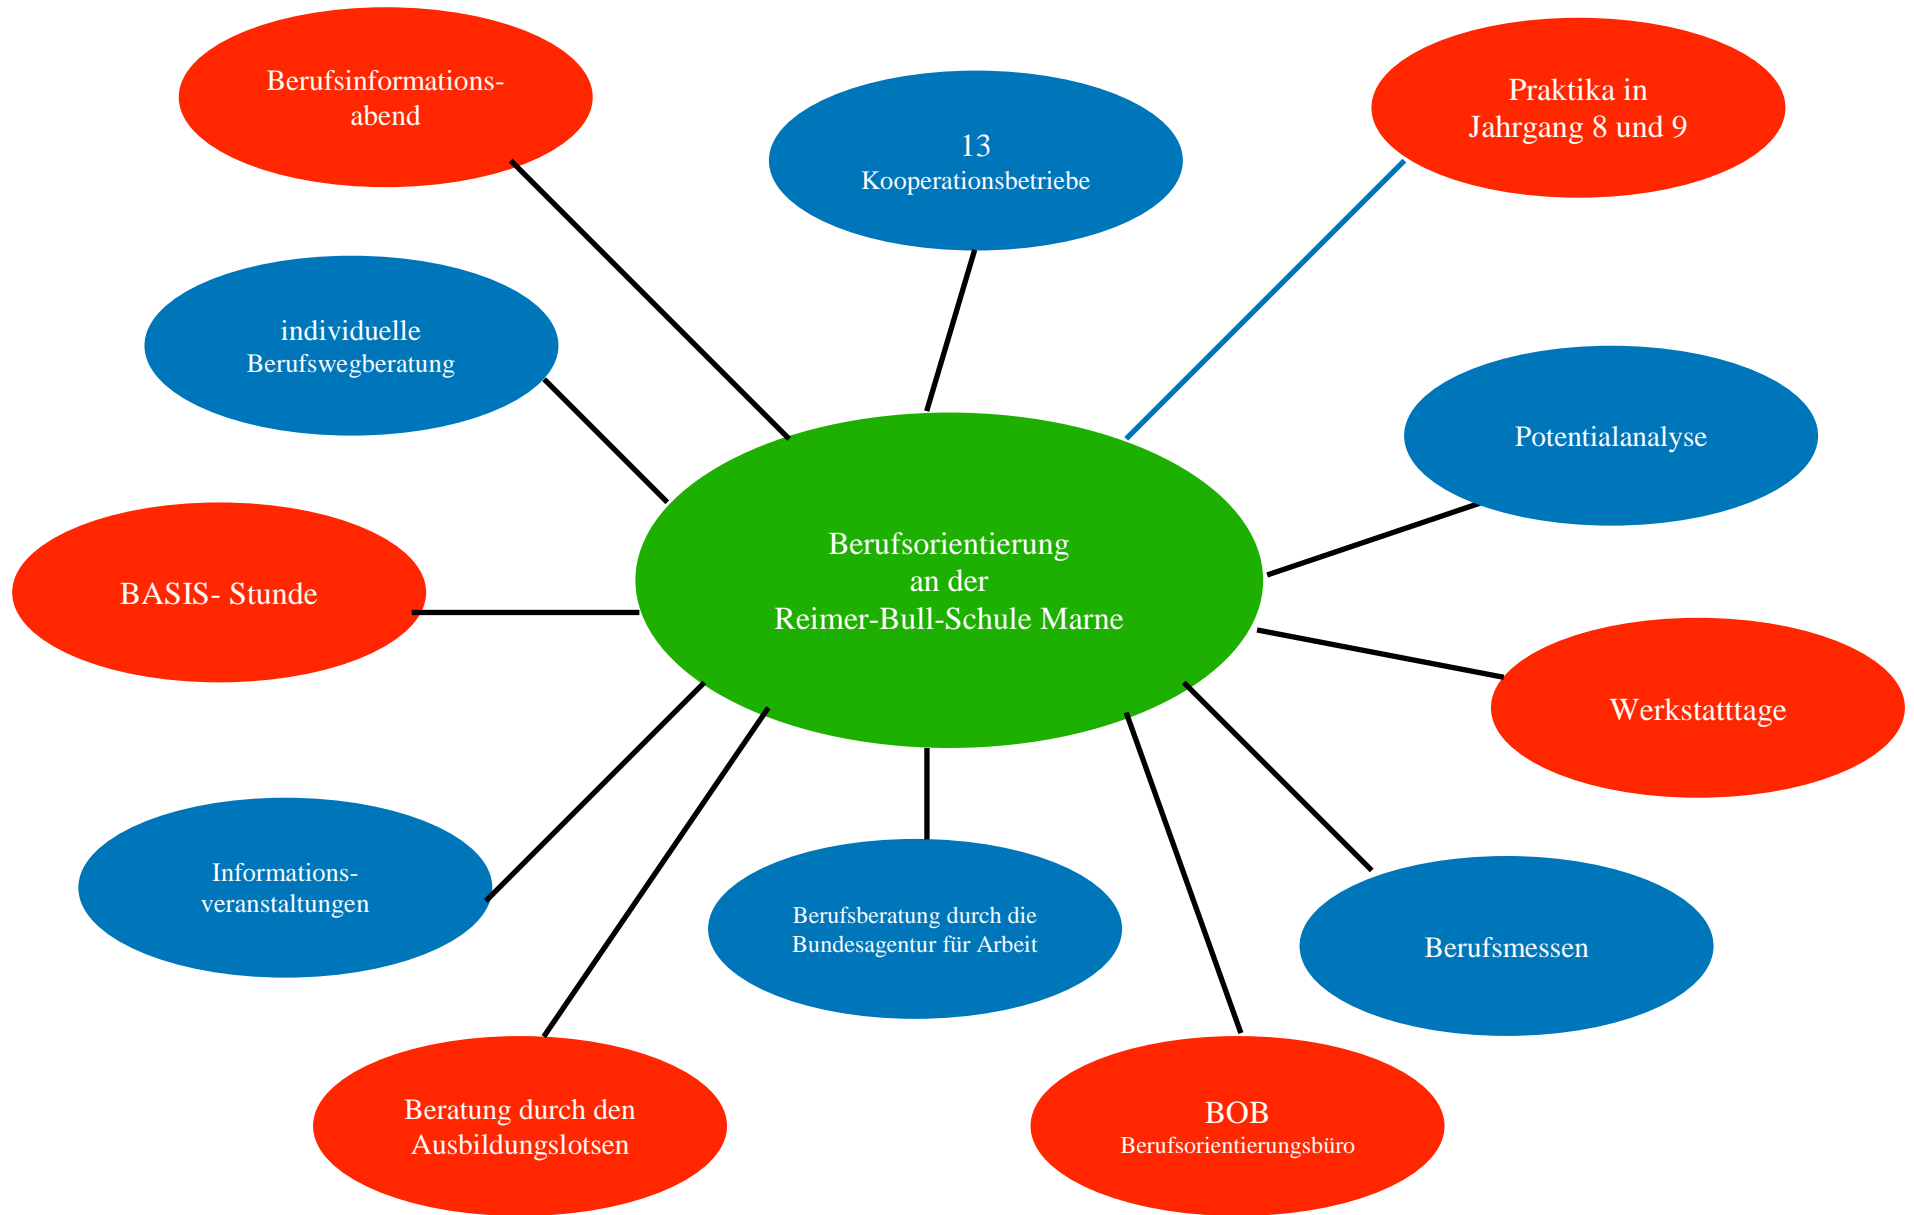 Berufsinformations-
abend
13
Kooperationsbetriebe
Praktika in
Jahrgang 8 und 9
individuelle
Berufswegberatung
Potentialanalyse
Berufsorientierung
an der
Reimer-Bull-Schule Marne
BASIS- Stunde
Werkstatttage
Informations-
veranstaltungen
Berufsberatung durch die
Bundesagentur für Arbeit
Berufsmessen
Beratung durch den
Ausbildungslotsen
BOB
Berufsorientierungsbüro